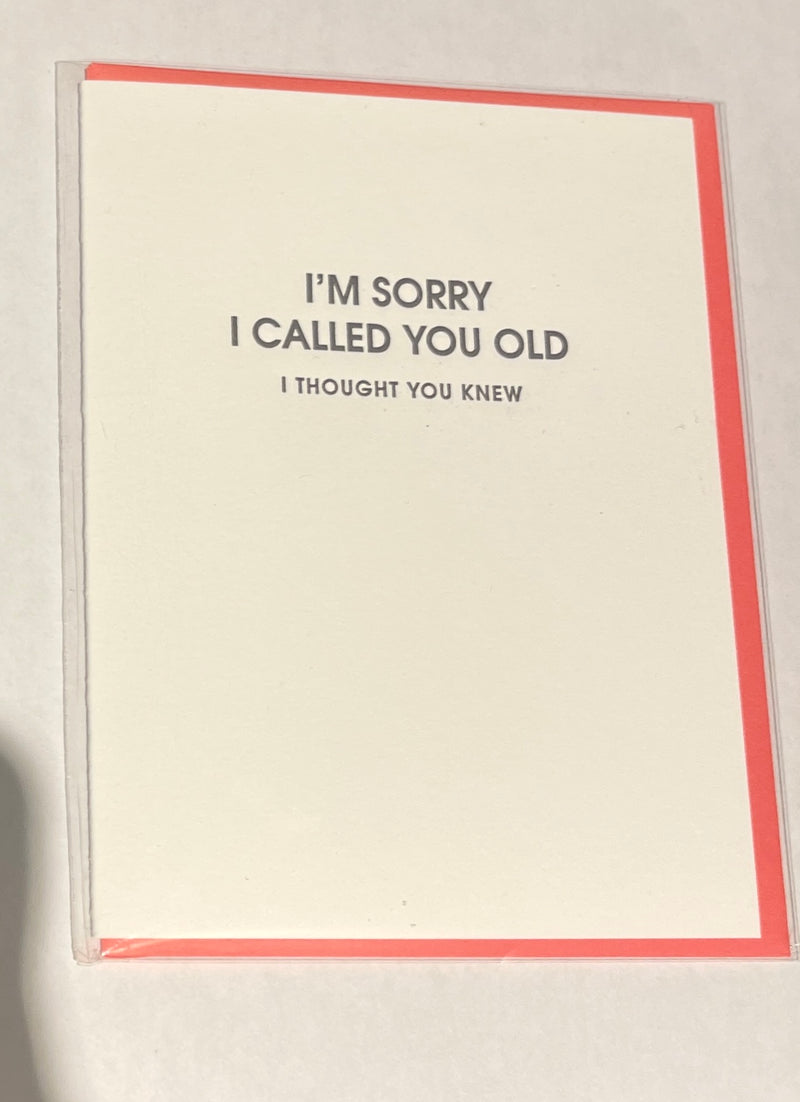 I’M SORRY
I CALLED YOU OLD
I THOUGHT YOU KNEW